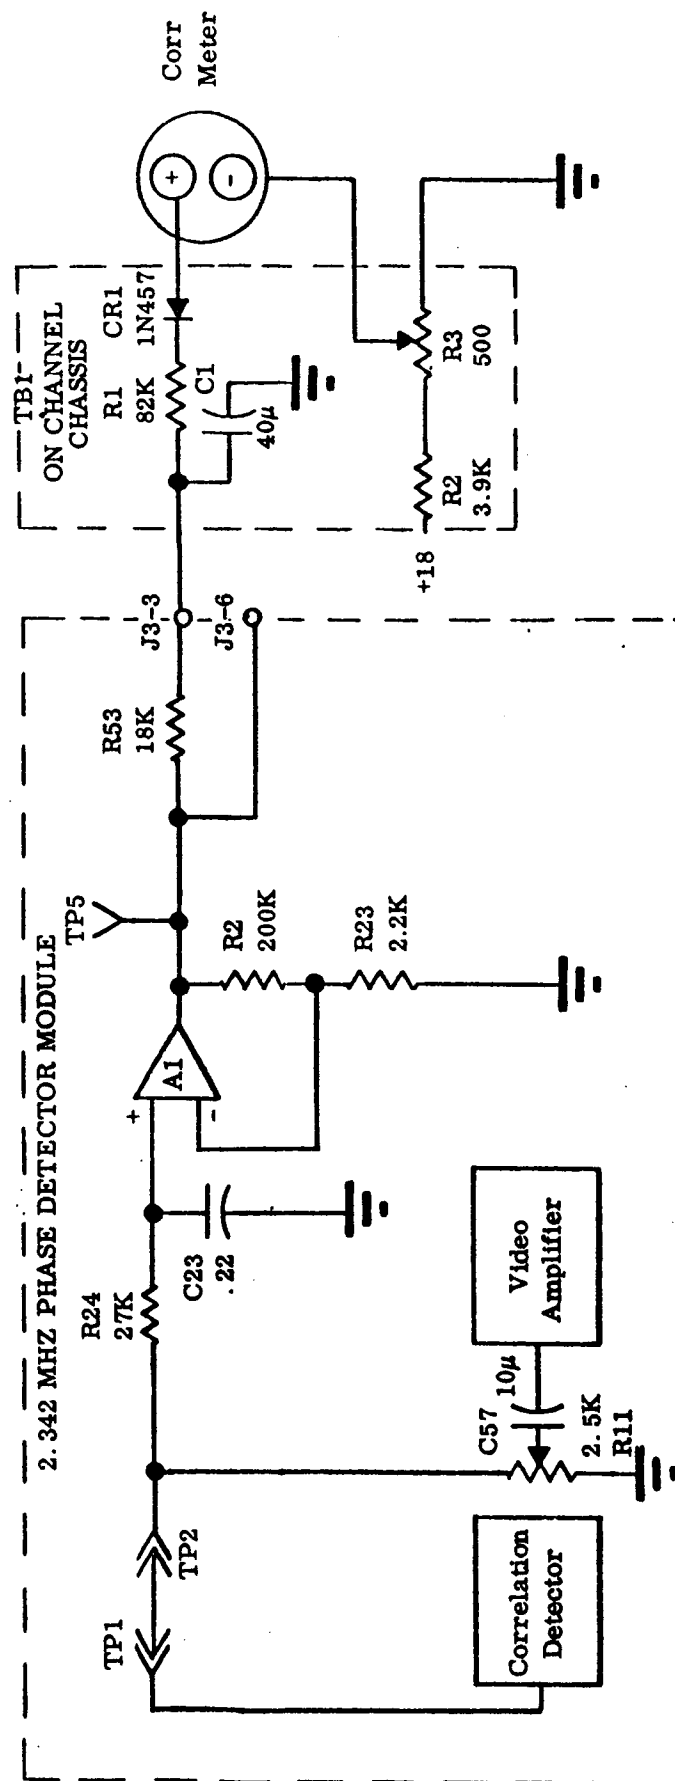 2.342 MHZ PHASE DETECTOR MODULE
TP1
TP2
Correlation
Detector
R24
27K
C23
.22
C57
10μ
2.5K
R11
Video
Amplifier
+
-
A1
TP5
R2
200K
R23
2.2K
R53
18K
J3-3
J3-6
TB1-
ON CHANNEL
CHASSIS
R1
82K
CR1
1N457
C1
40μ
+18
R2
3.9K
R3
500
+
-
Corr
Meter